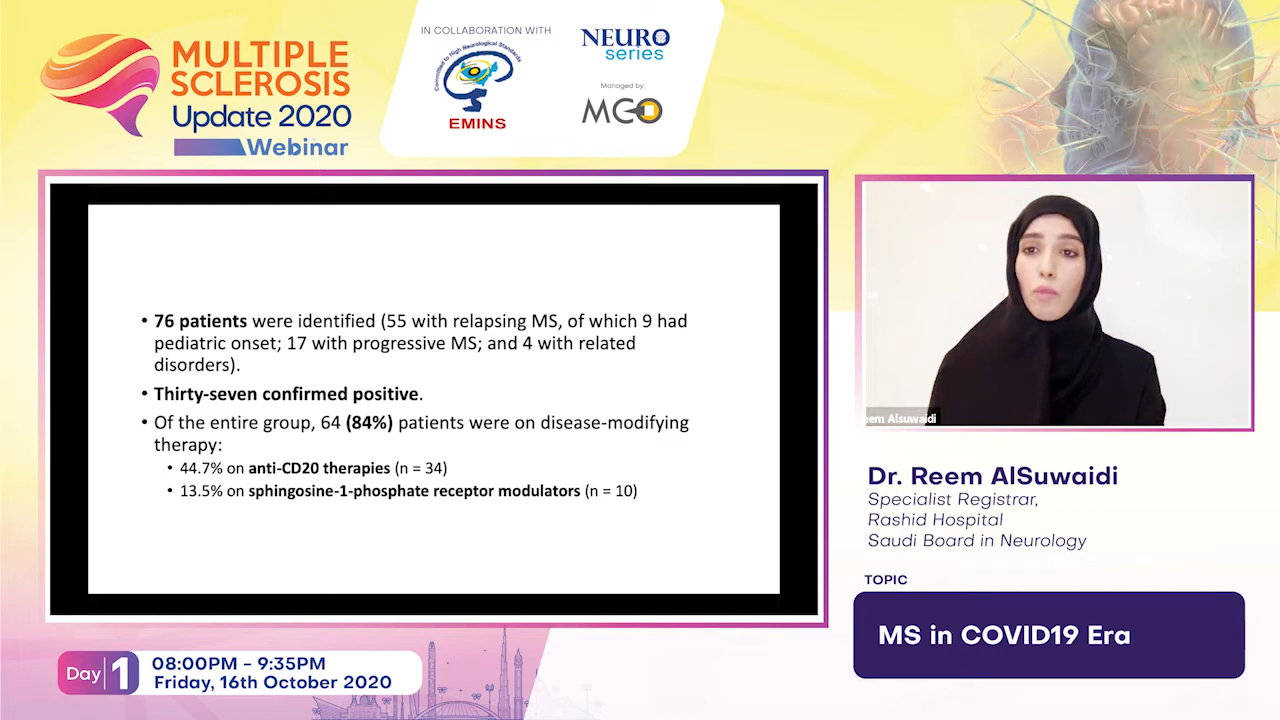 MULTIPLE
SCLEROSIS
Update 2020
Webinar
IN COLLABORATION WITH
Committed to High Neurological Standards
EMINS
NEURO
series
Managed by:
MCO
• 76 patients were identified (55 with relapsing MS, of which 9 had
pediatric onset; 17 with progressive MS; and 4 with related
disorders).
• Thirty-seven confirmed positive.
• Of the entire group, 64 (84%) patients were on disease-modifying
therapy:
• 44.7% on anti-CD20 therapies (n = 34)
• 13.5% on sphingosine-1-phosphate receptor modulators (n = 10)
eem Alsuwaidi
Dr. Reem AlSuwaidi
Specialist Registrar,
Rashid Hospital
Saudi Board in Neurology
TOPIC
MS in COVID19 Era
Day 1
08:00PM - 9:35PM
Friday, 16th October 2020